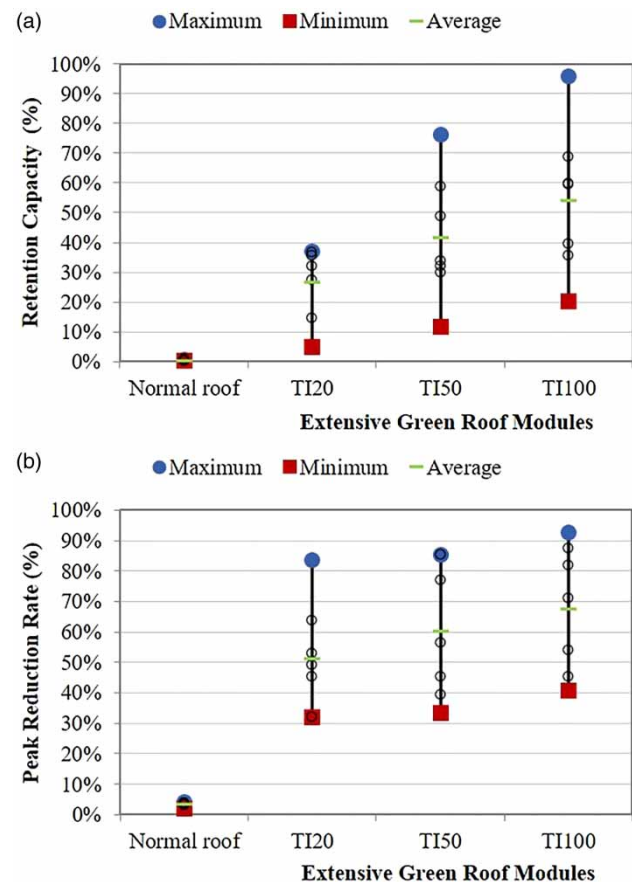 (a)
Maximum Minimum Average
100%
90%
80%
70%
60%
50%
40%
30%
20%
10%
0%
Retention Capacity (%)
Normal roof TI20 TI50 TI100
Extensive Green Roof Modules
(b)
Maximum Minimum Average
100%
90%
80%
70%
60%
50%
40%
30%
20%
10%
0%
Peak Reduction Rate (%)
Normal roof TI20 TI50 TI100
Extensive Green Roof Modules